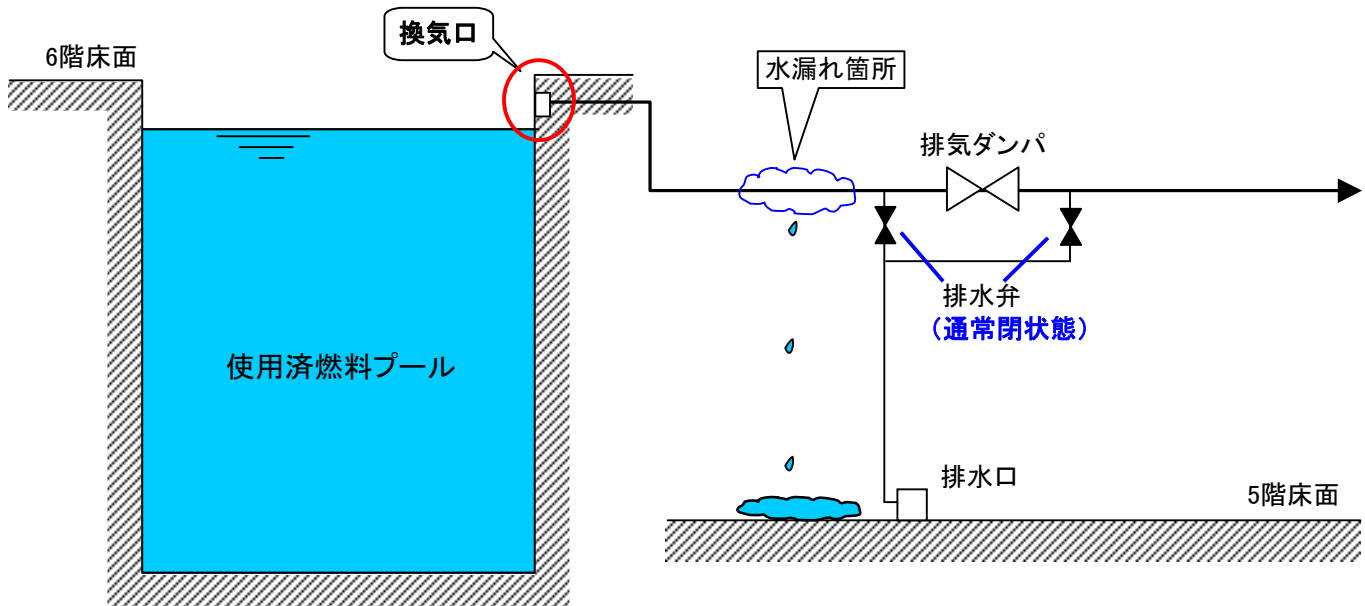 換気口
6階床面
水漏れ箇所
排気ダンパ
排水弁
（通常閉状態）
使用済燃料プール
排水口
5階床面